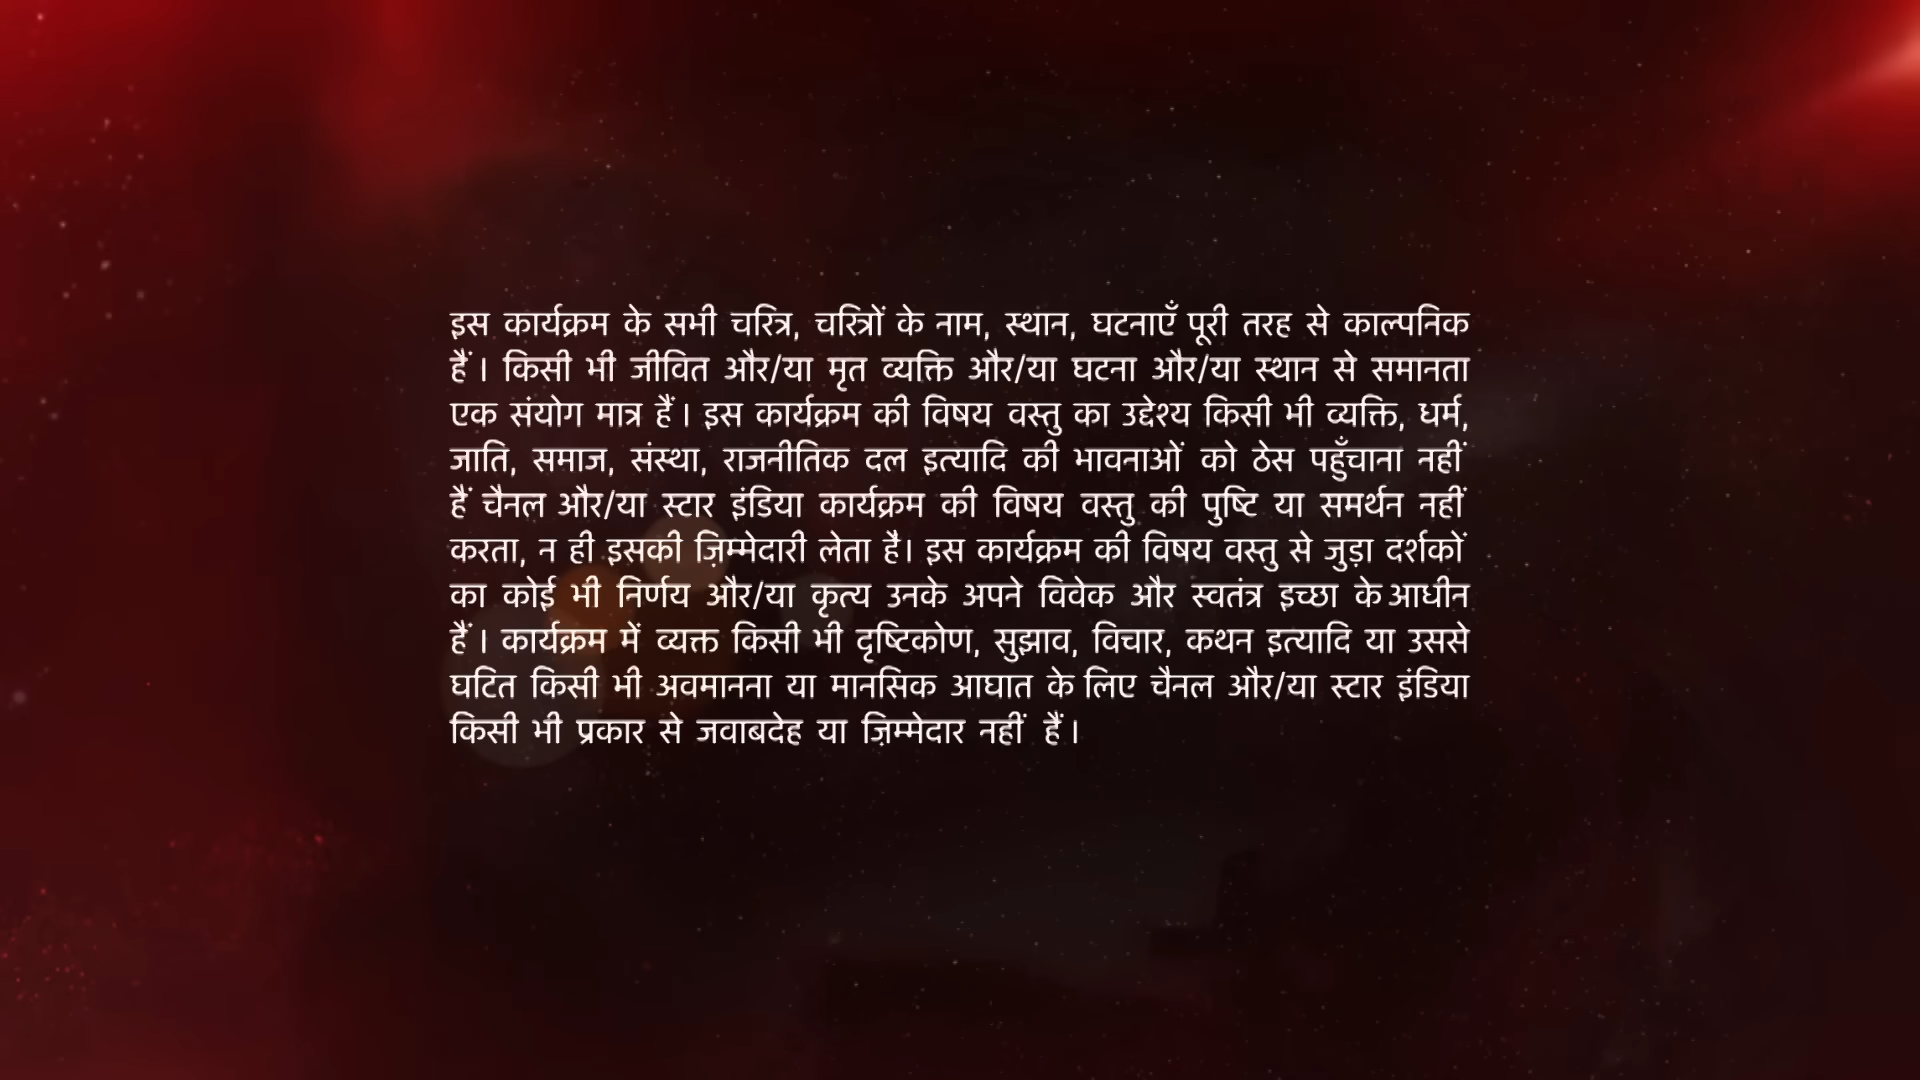 इस कार्यक्रम के सभी चरित्र, चरित्रों के नाम, स्थान, घटनाएँ पूरी तरह से काल्पनिक
हैं । किसी भी जीवित और/या मृत व्यक्ति और/या घटना और/या स्थान से समानता
एक संयोग मात्र हैं । इस कार्यक्रम की विषय वस्तु का उद्देश्य किसी भी व्यक्ति, धर्म,
जाति, समाज, संस्था, राजनीतिक दल इत्यादि की भावनाओं को ठेस पहुँचाना नहीं
हैं चैनल और/या स्टार इंडिया कार्यक्रम की विषय वस्तु की पुष्टि या समर्थन नहीं
करता, न ही इसकी ज़िम्मेदारी लेता है। इस कार्यक्रम की विषय वस्तु से जुड़ा दर्शकों
का कोई भी निर्णय और/या कृत्य उनके अपने विवेक और स्वतंत्र इच्छा के आधीन
हैं । कार्यक्रम में व्यक्त किसी भी दृष्टिकोण, सुझाव, विचार, कथन इत्यादि या उससे
घटित किसी भी अवमानना या मानसिक आघात के लिए चैनल और/या स्टार इंडिया
किसी भी प्रकार से जवाबदेह या ज़िम्मेदार नहीं हैं ।